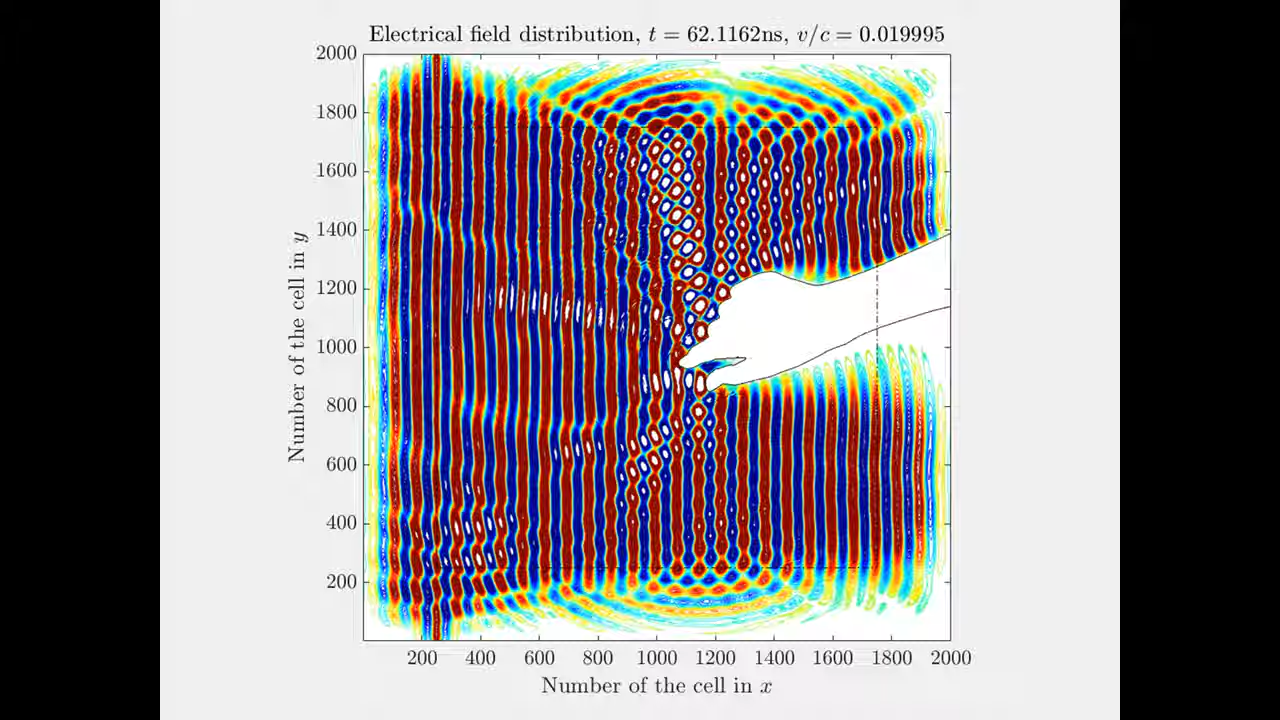 Electrical field distribution, t = 62.1162ns, v/c = 0.019995
2000
1800
1600
1400
1200
1000
800
600
400
200
Number of the cell in y
200 400 600 800 1000 1200 1400 1600 1800 2000
Number of the cell in x